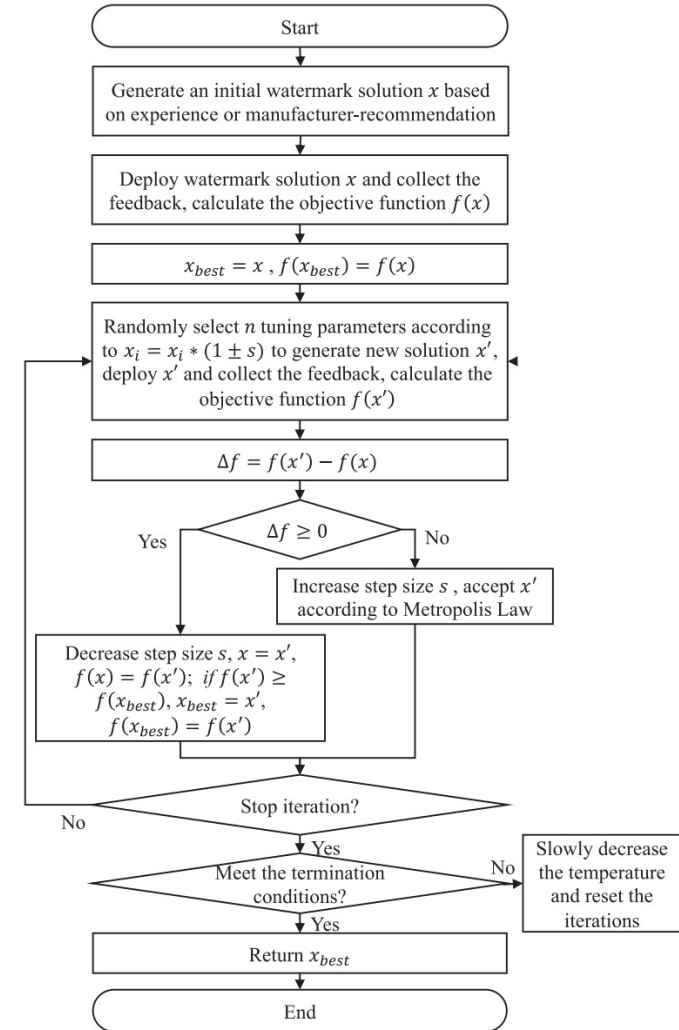 Start
Generate an initial watermark solution x based
on experience or manufacturer-recommendation
Deploy watermark solution x and collect the
feedback, calculate the objective function f(x)
x_best = x , f(x_best) = f(x)
Randomly select n tuning parameters according
to x_i = x_i * (1 ± s) to generate new solution x′,
deploy x′ and collect the feedback, calculate the
objective function f(x′)
Δf = f(x′) − f(x)
Δf ≥ 0
Yes
No
Increase step size s , accept x′
according to Metropolis Law
Decrease step size s, x = x′,
f(x) = f(x′); if f(x′) ≥
f(x_best), x_best = x′,
f(x_best) = f(x′)
Stop iteration?
No
Yes
Meet the termination
conditions?
No
Slowly decrease
the temperature
and reset the
iterations
Yes
Return x_best
End